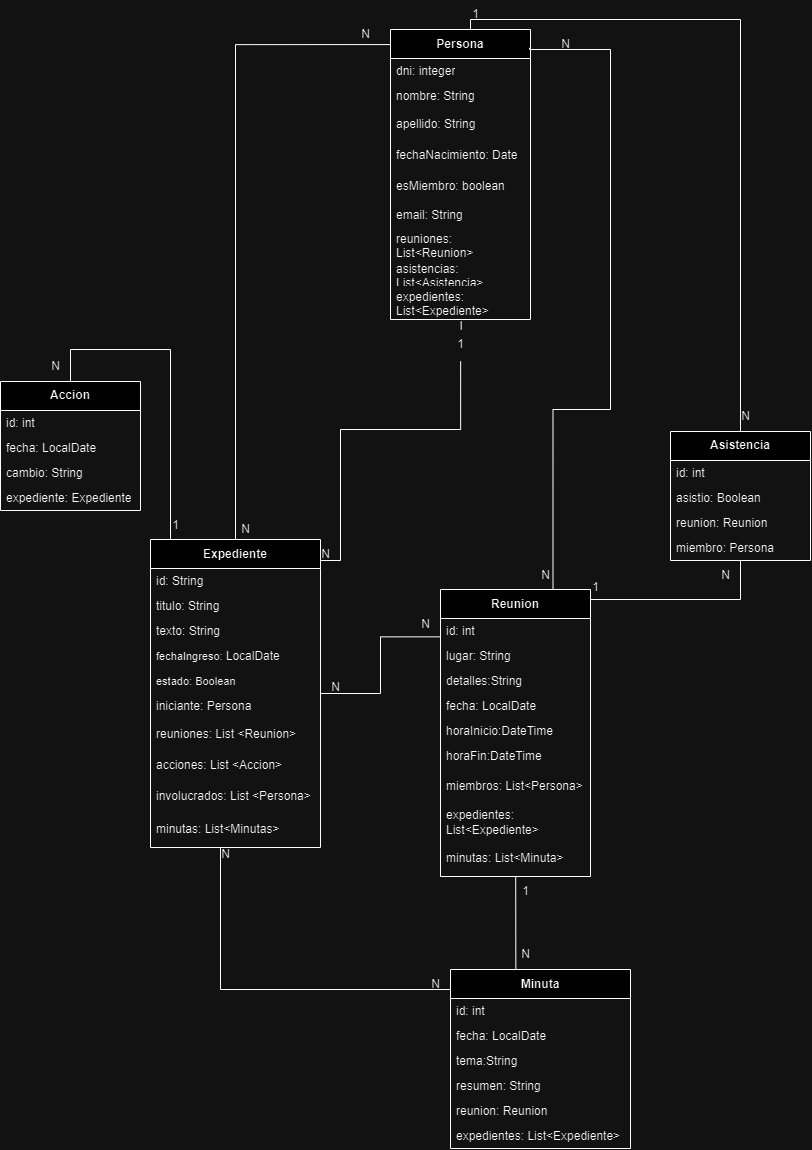 1
N
Persona
N
dni: integer
nombre: String
apellido: String
fechaNacimiento: Date
esMiembro: boolean
email: String
reuniones:
List<Reunion>
asistencias:
List<Asistencia>
expedientes:
List<Expediente>
1
N
Accion
id: int
fecha: LocalDate
cambio: String
expediente: Expediente
N
Asistencia
id: int
asistio: Boolean
reunion: Reunion
miembro: Persona
N
1
N
N
Expediente
id: String
titulo: String
texto: String
fechaIngreso: LocalDate
estado: Boolean
iniciante: Persona
reuniones: List <Reunion>
acciones: List <Accion>
involucrados: List <Persona>
minutas: List<Minutas>
N
N
N
N
1
Reunion
id: int
lugar: String
detalles:String
fecha: LocalDate
horaInicio:DateTime
horaFin:DateTime
miembros: List<Persona>
expedientes:
List<Expediente>
minutas: List<Minuta>
1
N
N
Minuta
id: int
fecha: LocalDate
tema:String
resumen: String
reunion: Reunion
expedientes: List<Expediente>